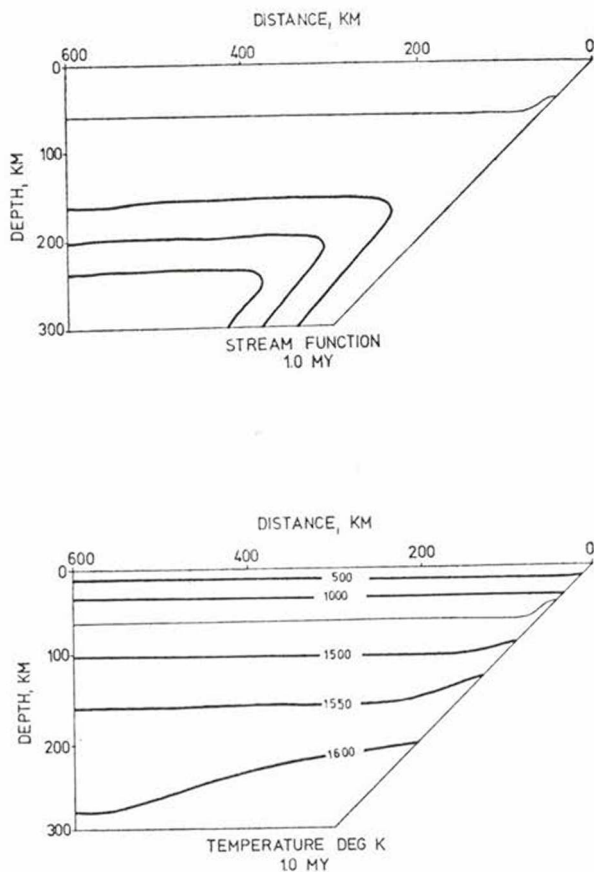 DISTANCE, KM
600 400 200 0
0
100
200
300
DEPTH, KM
STREAM FUNCTION
1.0 MY
DISTANCE, KM
600 400 200 0
0
500
1000
100
1500
1550
200
1600
300
DEPTH, KM
TEMPERATURE DEG K
1.0 MY